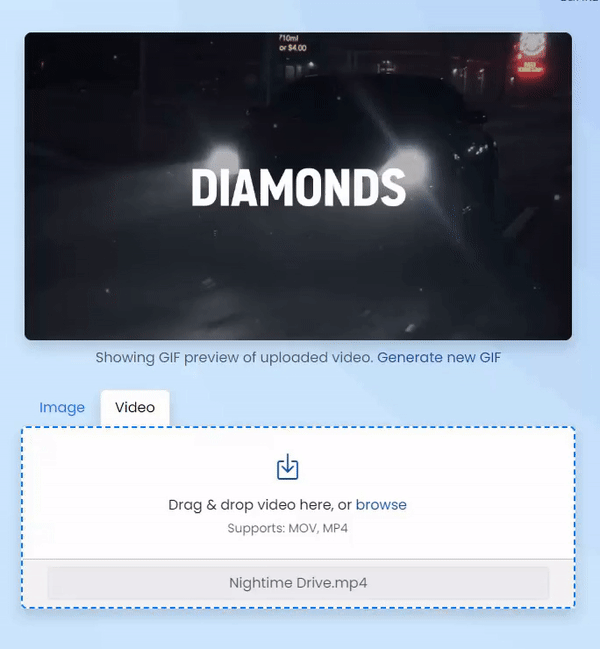 710ml
or $4.00
DIAMONDS
Showing GIF preview of uploaded video. Generate new GIF
Image
Video
Drag & drop video here, or browse
Supports: MOV, MP4
Nightime Drive.mp4